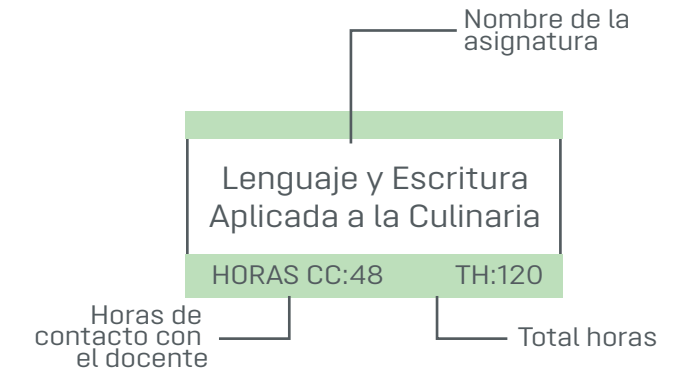 Nombre de la
asignatura
Lenguaje y Escritura
Aplicada a la Culinaria
HORAS CC:48 TH:120
Horas de
contacto con
el docente
Total horas